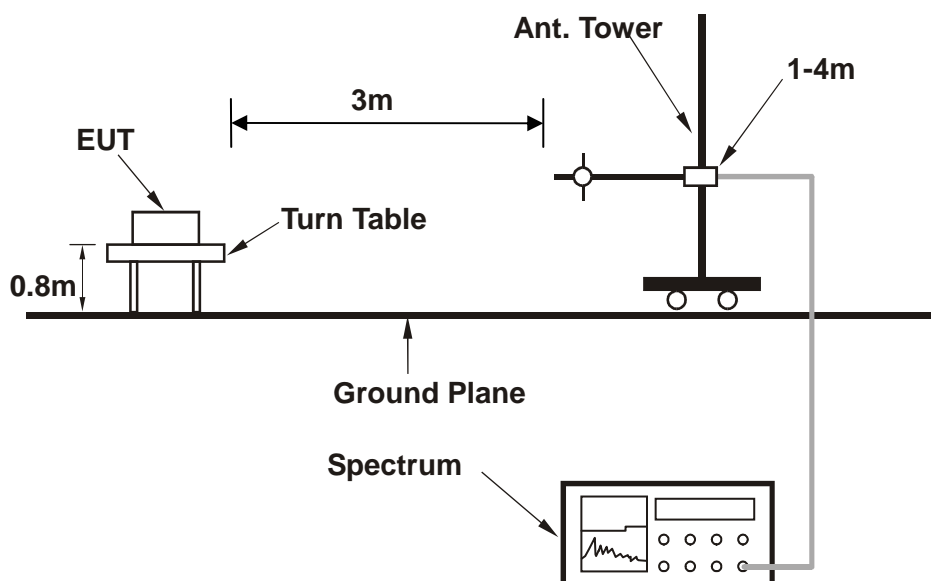 Ant. Tower
1-4m
3m
EUT
Turn Table
0.8m
Ground Plane
Spectrum